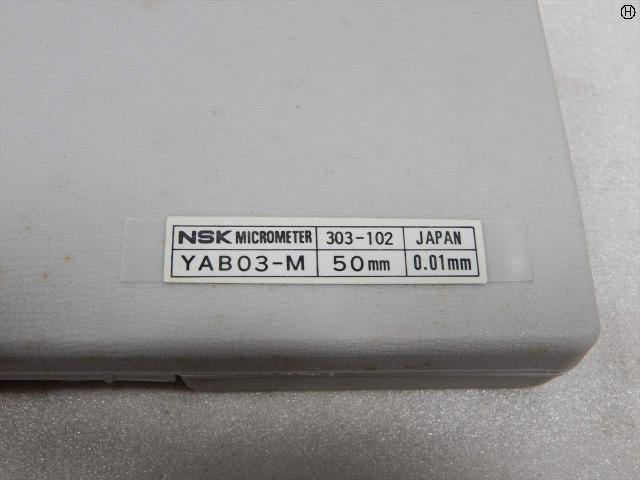 H
NSK MICROMETER 303-102 JAPAN
YAB03-M 50mm 0.01mm